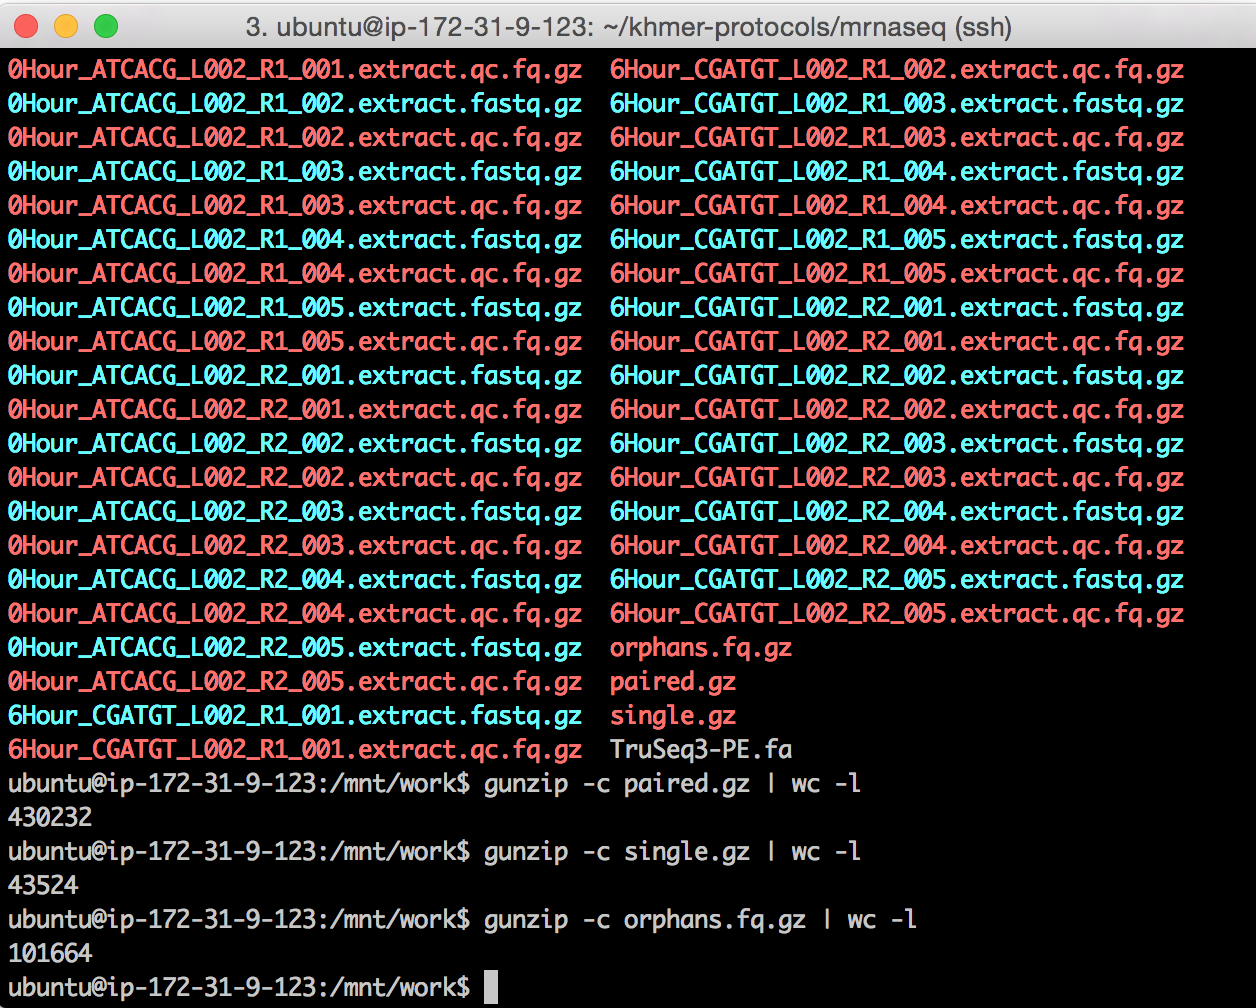 3. ubuntu@ip-172-31-9-123: ~/khmer-protocols/mrnaseq (ssh)
0Hour_ATCACG_L002_R1_001.extract.qc.fq.gz  6Hour_CGATGT_L002_R1_002.extract.qc.fq.gz
0Hour_ATCACG_L002_R1_002.extract.fastq.gz  6Hour_CGATGT_L002_R1_003.extract.fastq.gz
0Hour_ATCACG_L002_R1_002.extract.qc.fq.gz  6Hour_CGATGT_L002_R1_003.extract.qc.fq.gz
0Hour_ATCACG_L002_R1_003.extract.fastq.gz  6Hour_CGATGT_L002_R1_004.extract.fastq.gz
0Hour_ATCACG_L002_R1_003.extract.qc.fq.gz  6Hour_CGATGT_L002_R1_004.extract.qc.fq.gz
0Hour_ATCACG_L002_R1_004.extract.fastq.gz  6Hour_CGATGT_L002_R1_005.extract.fastq.gz
0Hour_ATCACG_L002_R1_004.extract.qc.fq.gz  6Hour_CGATGT_L002_R1_005.extract.qc.fq.gz
0Hour_ATCACG_L002_R1_005.extract.fastq.gz  6Hour_CGATGT_L002_R2_001.extract.fastq.gz
0Hour_ATCACG_L002_R1_005.extract.qc.fq.gz  6Hour_CGATGT_L002_R2_001.extract.qc.fq.gz
0Hour_ATCACG_L002_R2_001.extract.fastq.gz  6Hour_CGATGT_L002_R2_002.extract.fastq.gz
0Hour_ATCACG_L002_R2_001.extract.qc.fq.gz  6Hour_CGATGT_L002_R2_002.extract.qc.fq.gz
0Hour_ATCACG_L002_R2_002.extract.fastq.gz  6Hour_CGATGT_L002_R2_003.extract.fastq.gz
0Hour_ATCACG_L002_R2_002.extract.qc.fq.gz  6Hour_CGATGT_L002_R2_003.extract.qc.fq.gz
0Hour_ATCACG_L002_R2_003.extract.fastq.gz  6Hour_CGATGT_L002_R2_004.extract.fastq.gz
0Hour_ATCACG_L002_R2_003.extract.qc.fq.gz  6Hour_CGATGT_L002_R2_004.extract.qc.fq.gz
0Hour_ATCACG_L002_R2_004.extract.fastq.gz  6Hour_CGATGT_L002_R2_005.extract.fastq.gz
0Hour_ATCACG_L002_R2_004.extract.qc.fq.gz  6Hour_CGATGT_L002_R2_005.extract.qc.fq.gz
0Hour_ATCACG_L002_R2_005.extract.fastq.gz  orphans.fq.gz
0Hour_ATCACG_L002_R2_005.extract.qc.fq.gz  paired.gz
6Hour_CGATGT_L002_R1_001.extract.fastq.gz  single.gz
6Hour_CGATGT_L002_R1_001.extract.qc.fq.gz  TruSeq3-PE.fa
ubuntu@ip-172-31-9-123:/mnt/work$ gunzip -c paired.gz | wc -l
430232
ubuntu@ip-172-31-9-123:/mnt/work$ gunzip -c single.gz | wc -l
43524
ubuntu@ip-172-31-9-123:/mnt/work$ gunzip -c orphans.fq.gz | wc -l
101664
ubuntu@ip-172-31-9-123:/mnt/work$